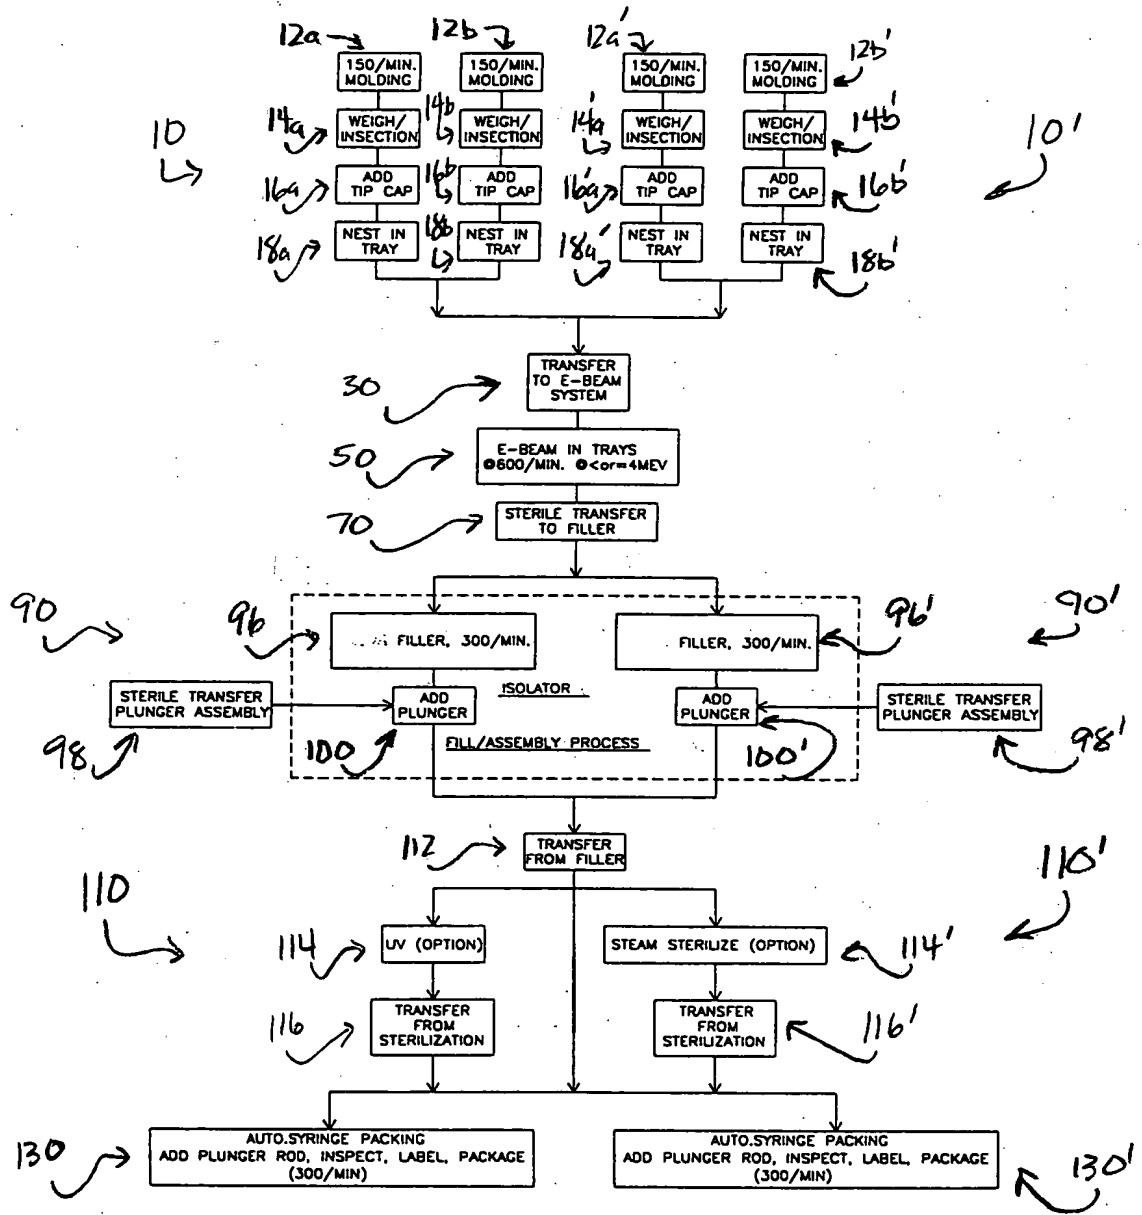 12a
12b
12a'
12b'
150/MIN.
MOLDING
150/MIN.
MOLDING
150/MIN.
MOLDING
150/MIN.
MOLDING
10
10'
14a
14b
14'a
14b'
WEIGH/
INSECTION
WEIGH/
INSECTION
WEIGH/
INSECTION
WEIGH/
INSECTION
16a
16b
16'a
16b'
ADD
TIP CAP
ADD
TIP CAP
ADD
TIP CAP
ADD
TIP CAP
18a
18b
18a'
18b'
NEST IN
TRAY
NEST IN
TRAY
NEST IN
TRAY
NEST IN
TRAY
30
TRANSFER
TO E-BEAM
SYSTEM
50
E-BEAM IN TRAYS
@600/MIN. @<or=4MEV
70
STERILE TRANSFER
TO FILLER
90
96
96'
90'
FILLER, 300/MIN.
FILLER, 300/MIN.
STERILE TRANSFER
PLUNGER ASSEMBLY
ADD
PLUNGER
ISOLATOR
ADD
PLUNGER
STERILE TRANSFER
PLUNGER ASSEMBLY
98
100
FILL/ASSEMBLY PROCESS
100'
98'
112
TRANSFER
FROM FILLER
110
110'
114
UV (OPTION)
STEAM STERILIZE (OPTION)
114'
116
TRANSFER
FROM
STERILIZATION
TRANSFER
FROM
STERILIZATION
116'
130
AUTO.SYRINGE PACKING
ADD PLUNGER ROD, INSPECT, LABEL, PACKAGE
(300/MIN)
AUTO.SYRINGE PACKING
ADD PLUNGER ROD, INSPECT, LABEL, PACKAGE
(300/MIN)
130'